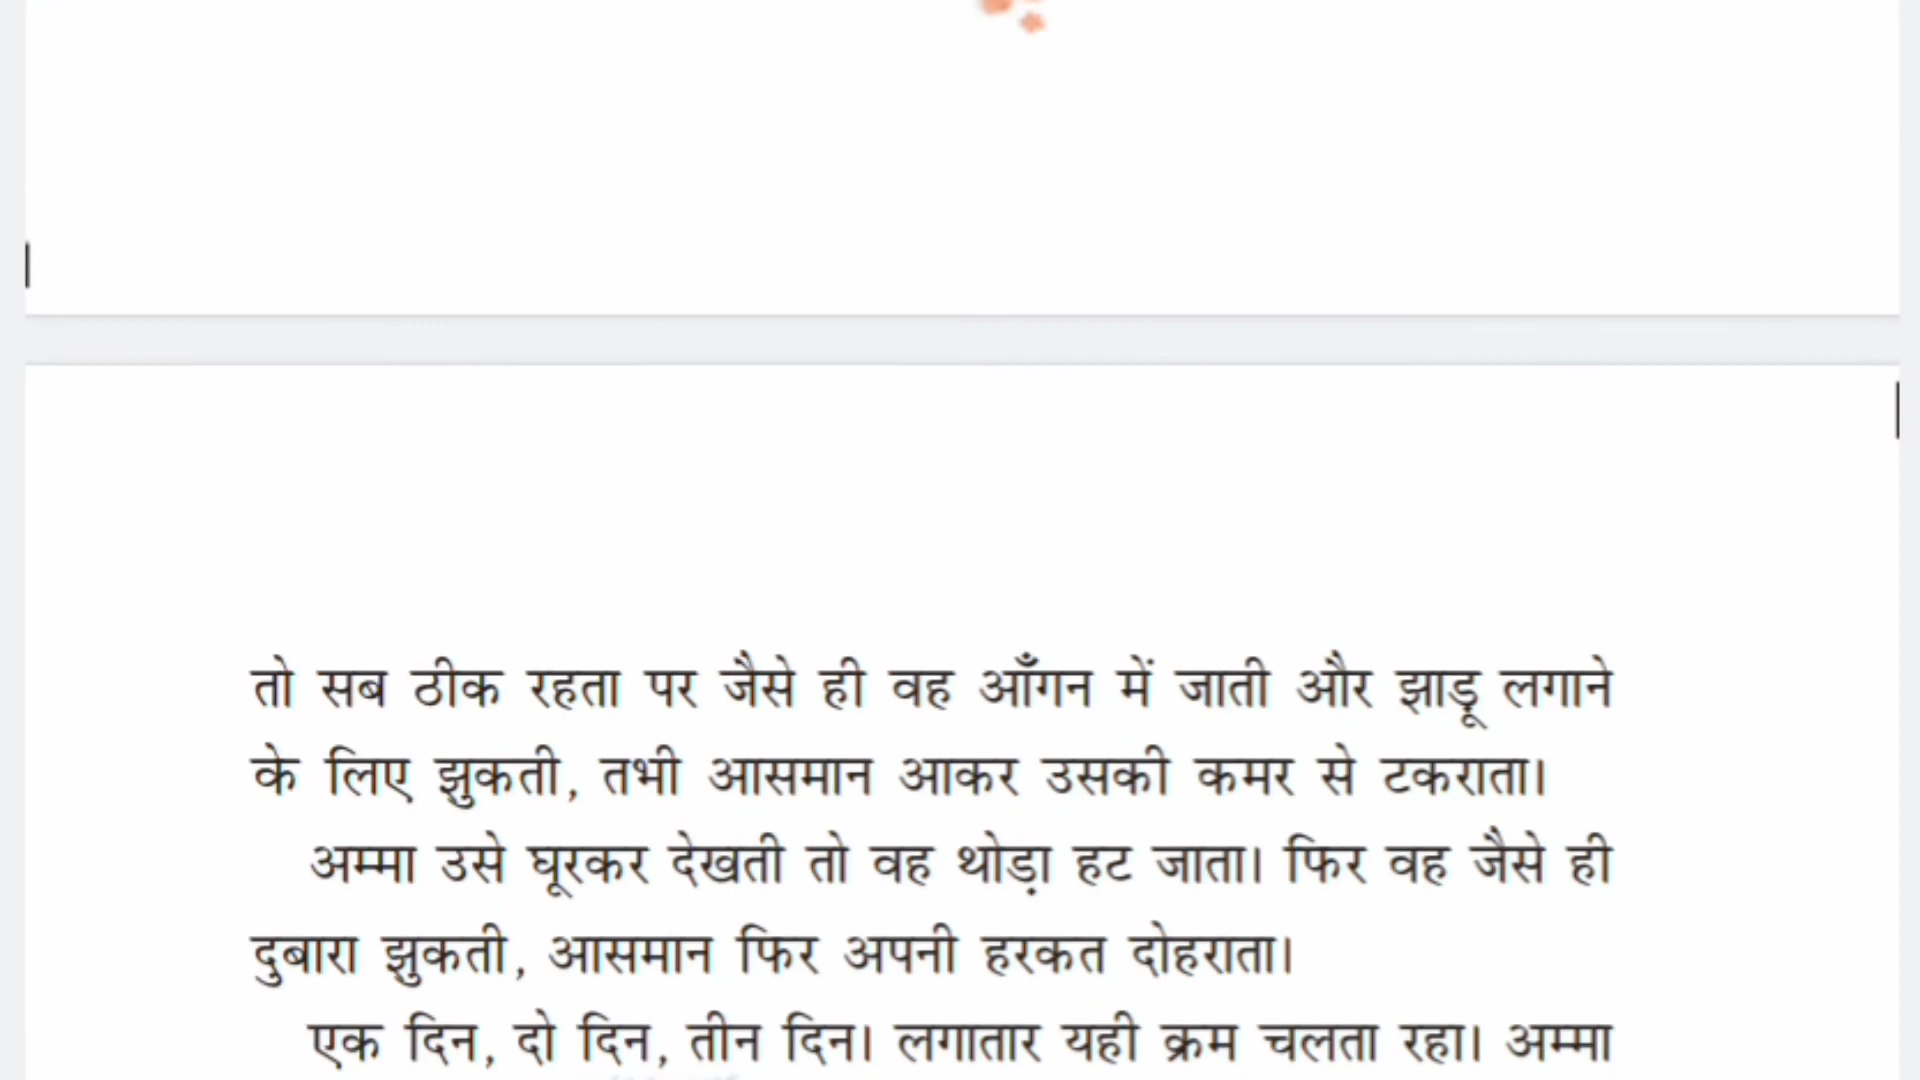 तो सब ठीक रहता पर जैसे ही वह आँगन में जाती और झाड़ू लगाने
के लिए झुकती, तभी आसमान आकर उसकी कमर से टकराता।
अम्मा उसे घूरकर देखती तो वह थोड़ा हट जाता। फिर वह जैसे ही
दुबारा झुकती, आसमान फिर अपनी हरकत दोहराता।
एक दिन, दो दिन, तीन दिन। लगातार यही क्रम चलता रहा। अम्मा